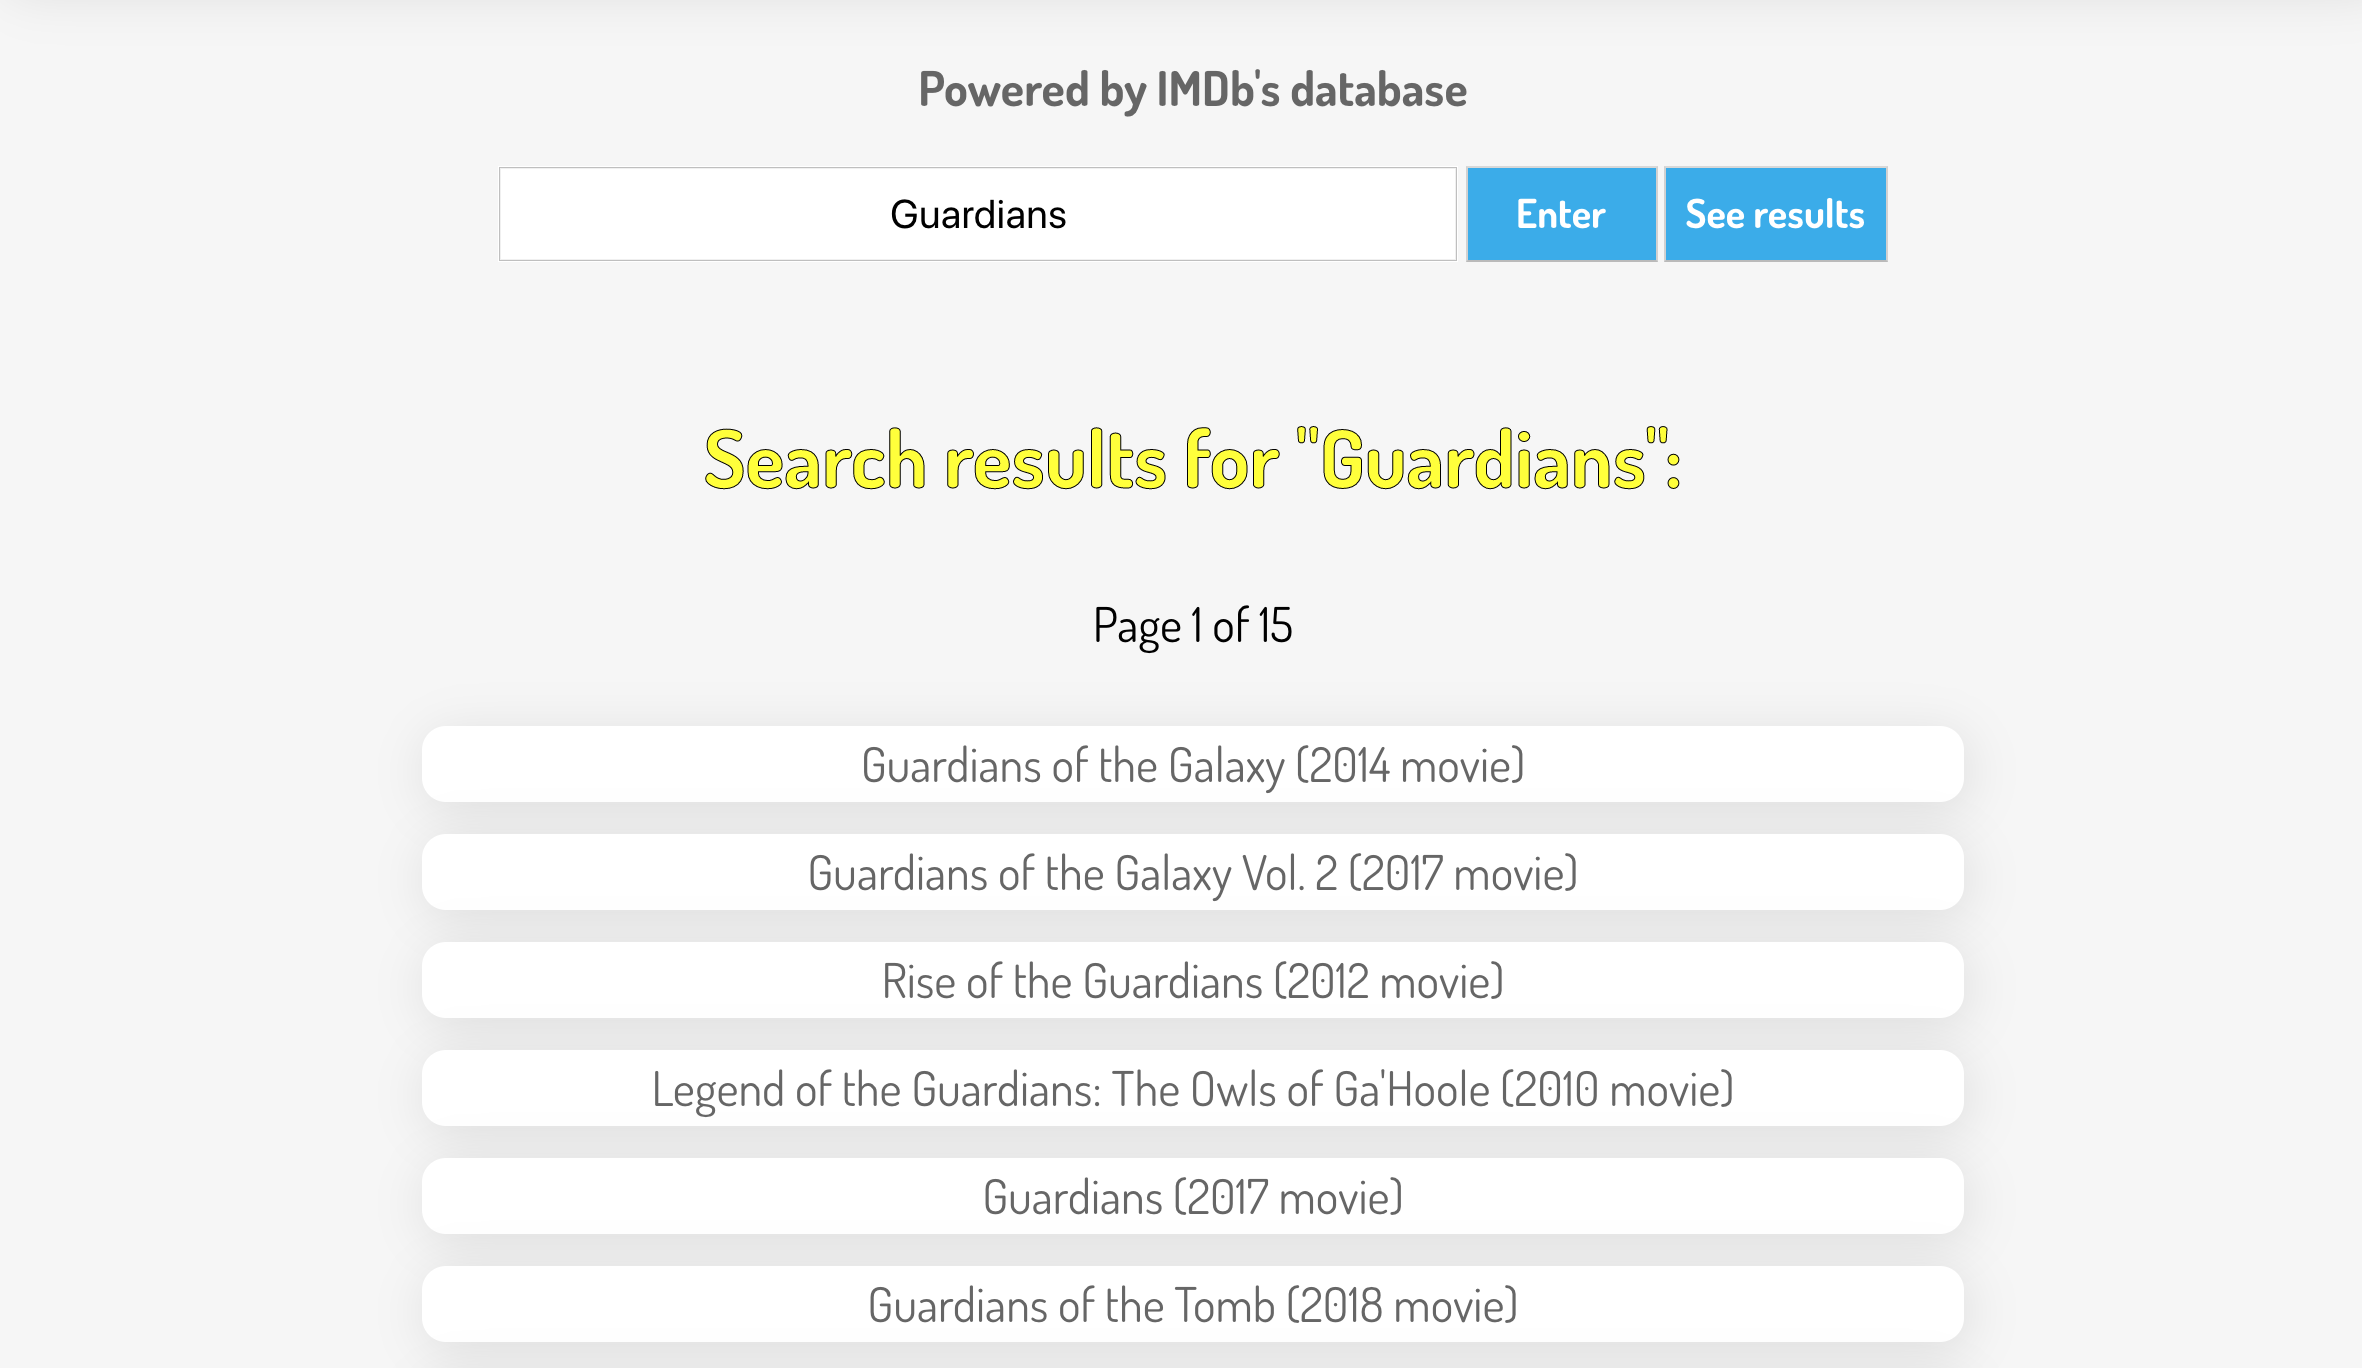 Powered by IMDb's database
Guardians Enter See results
Search results for "Guardians":
Page 1 of 15
Guardians of the Galaxy (2014 movie)
Guardians of the Galaxy Vol. 2 (2017 movie)
Rise of the Guardians (2012 movie)
Legend of the Guardians: The Owls of Ga'Hoole (2010 movie)
Guardians (2017 movie)
Guardians of the Tomb (2018 movie)